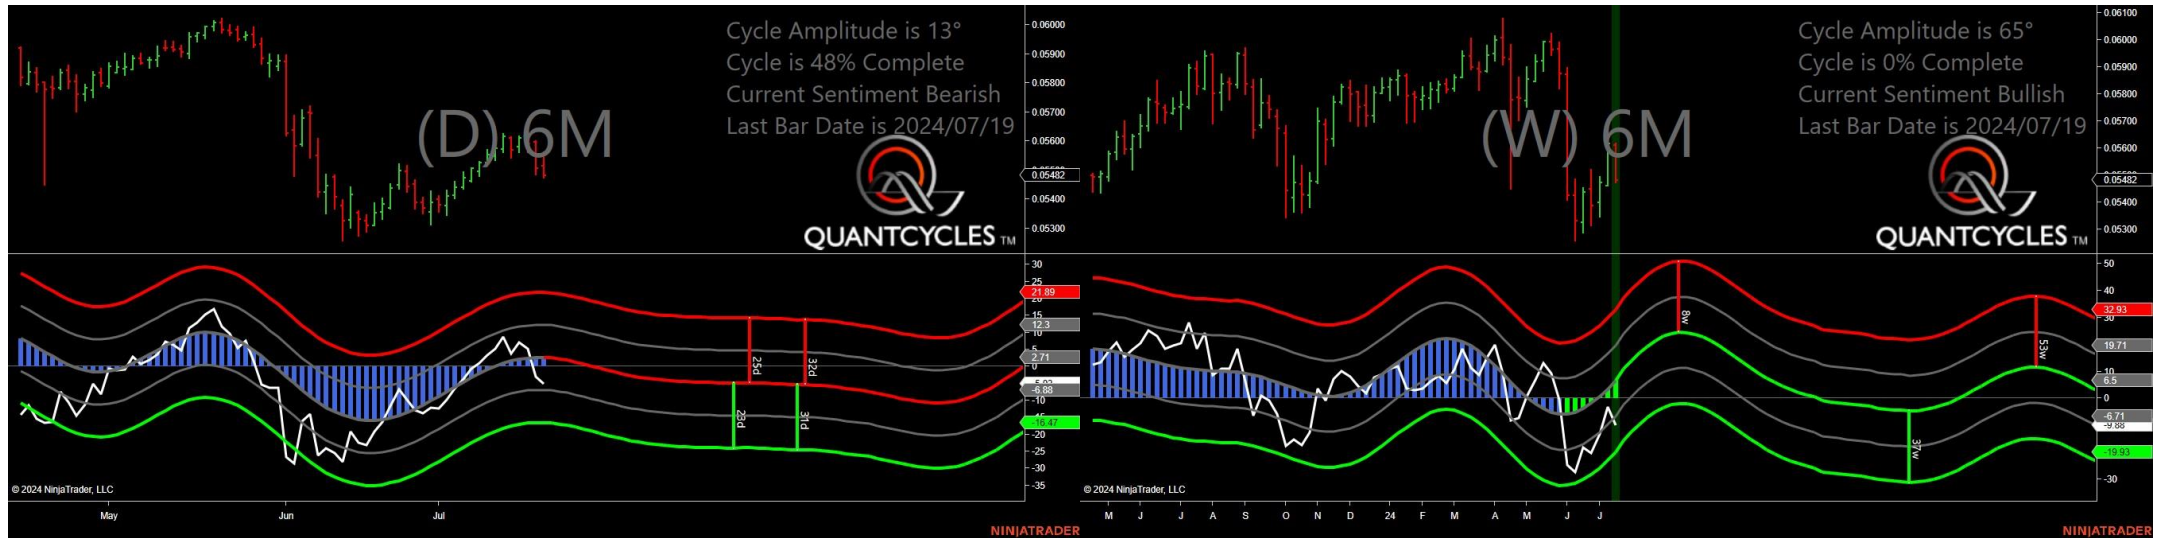 Cycle Amplitude is 13°
Cycle is 48% Complete
Current Sentiment Bearish
Last Bar Date is 2024/07/19
(D) 6M
QUANTCYCLES TM
0.06000
0.05900
0.05800
0.05700
0.05600
0.05482
0.05400
0.05300
30
25
21.89
15
12.3
10
5
2.71
0
-6.88
-10
-16.47
-20
-25
-30
-35
25d
32d
23d
31d
© 2024 NinjaTrader, LLC
May
Jun
Jul
NINJATRADER
Cycle Amplitude is 65°
Cycle is 0% Complete
Current Sentiment Bullish
Last Bar Date is 2024/07/19
(W) 6M
QUANTCYCLES TM
0.06100
0.06000
0.05900
0.05800
0.05700
0.05600
0.05482
0.05400
0.05300
50
40
32.93
30
19.71
10
6.5
0
-6.71
-9.88
-19.93
-30
8w
53w
37w
© 2024 NinjaTrader, LLC
M J J A S O N D 24 F M A M J J
NINJATRADER